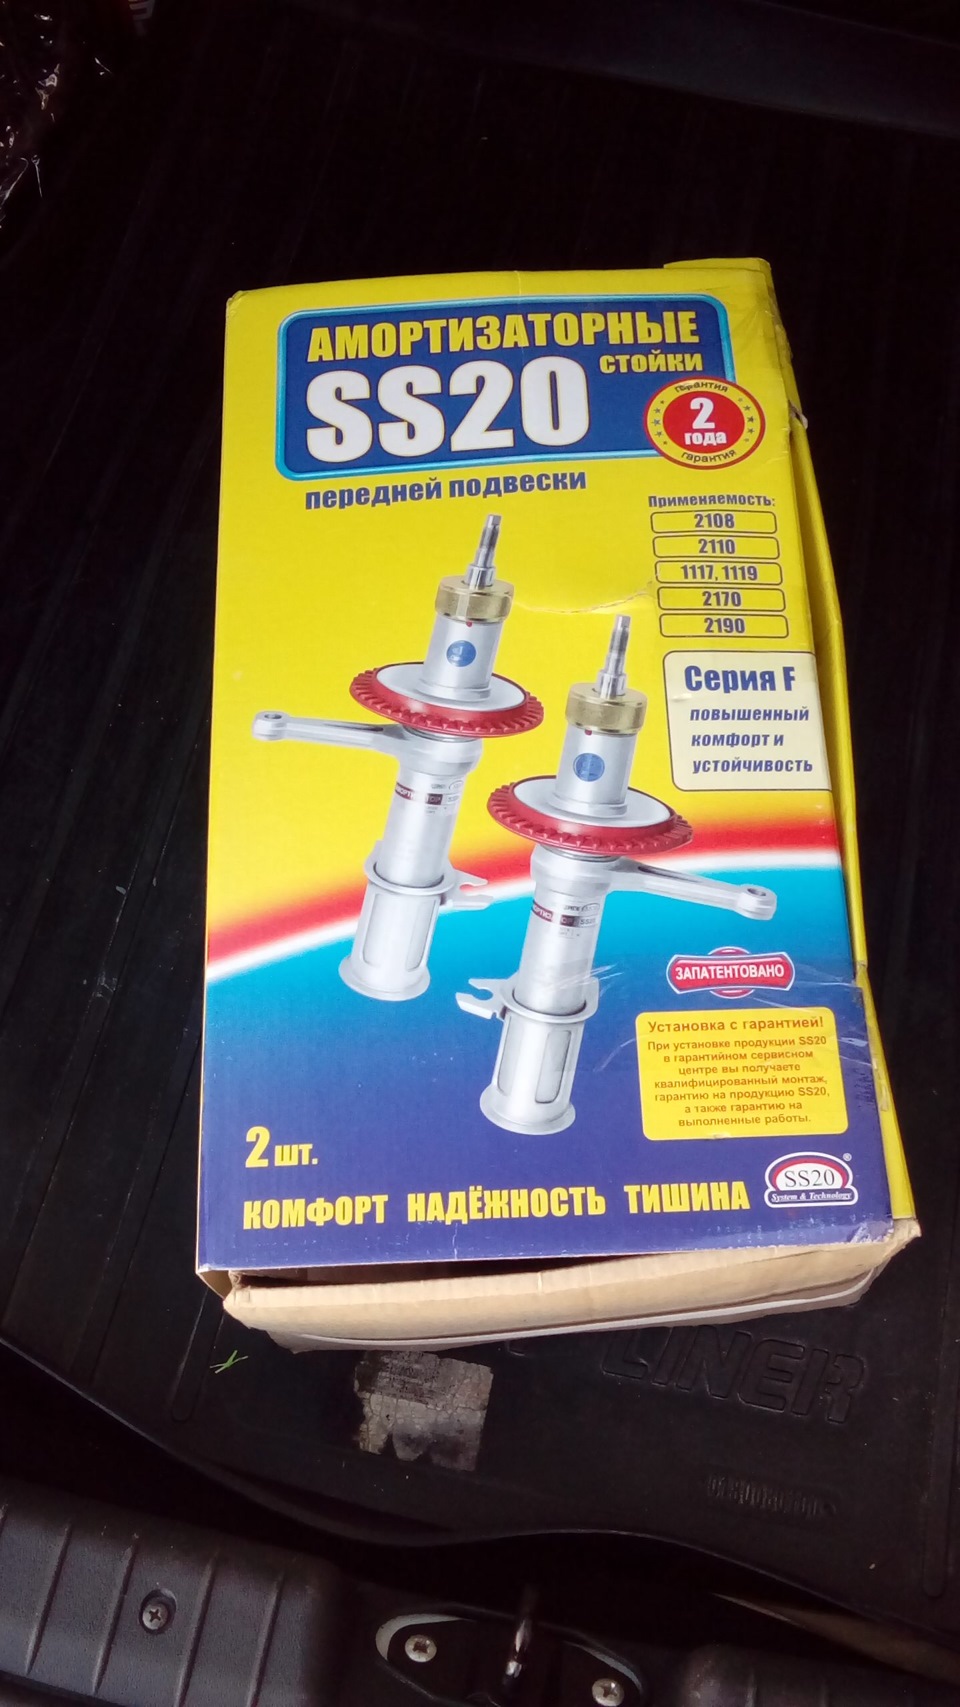 АМОРТИЗАТОРНЫЕ
СТОЙКИ
SS20
гарантия
2
года
гарантия
передней подвески
Применяемость:
2108
2110
1117, 1119
2170
2190
Серия F
повышенный
комфорт и
устойчивость
ЗАПАТЕНТОВАНО
Установка с гарантией!
При установке продукции SS20
в гарантийном сервисном
центре вы получаете
квалифицированный монтаж,
гарантию на продукцию SS20,
а также гарантию на
выполненные работы.
2 шт.
КОМФОРТ НАДЁЖНОСТЬ ТИШИНА
SS20 ®
System & Technology
LINER